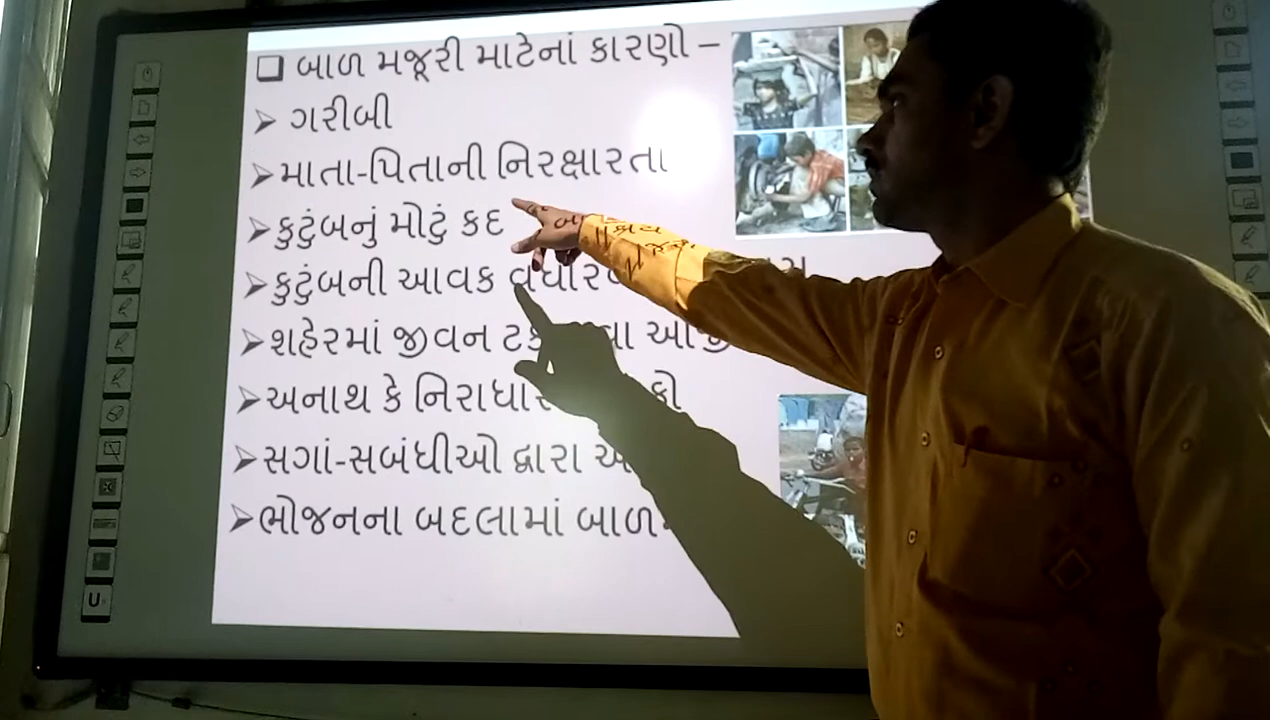 ❑ બાળ મજૂરી માટેનાં કારણો –
➢ ગરીબી
➢ માતા-પિતાની નિરક્ષારતા
➢ કુટુંબનું મોટું કદ
➢ કુટુંબની આવક
➢ શહેરમાં જીવન
➢ અનાથ કે
➢ સગાં-સબંધીઓ દ્વારા
➢ ભોજનના બદલામાં બાળ